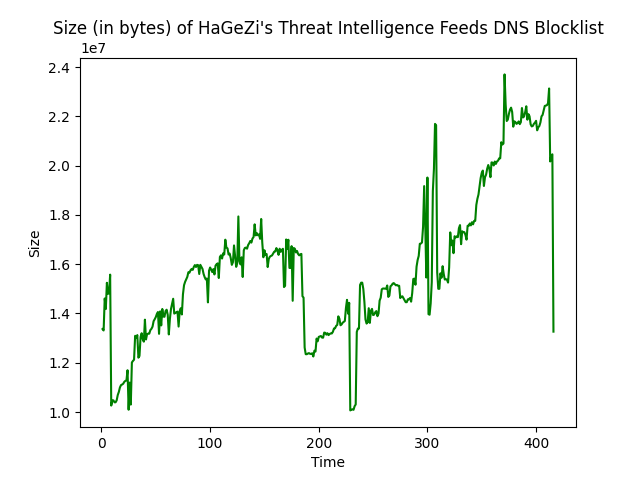 Size (in bytes) of HaGeZi's Threat Intelligence Feeds DNS Blocklist
1e7
2.4
2.2
2.0
1.8
1.6
1.4
1.2
1.0
Size
0 100 200 300 400
Time